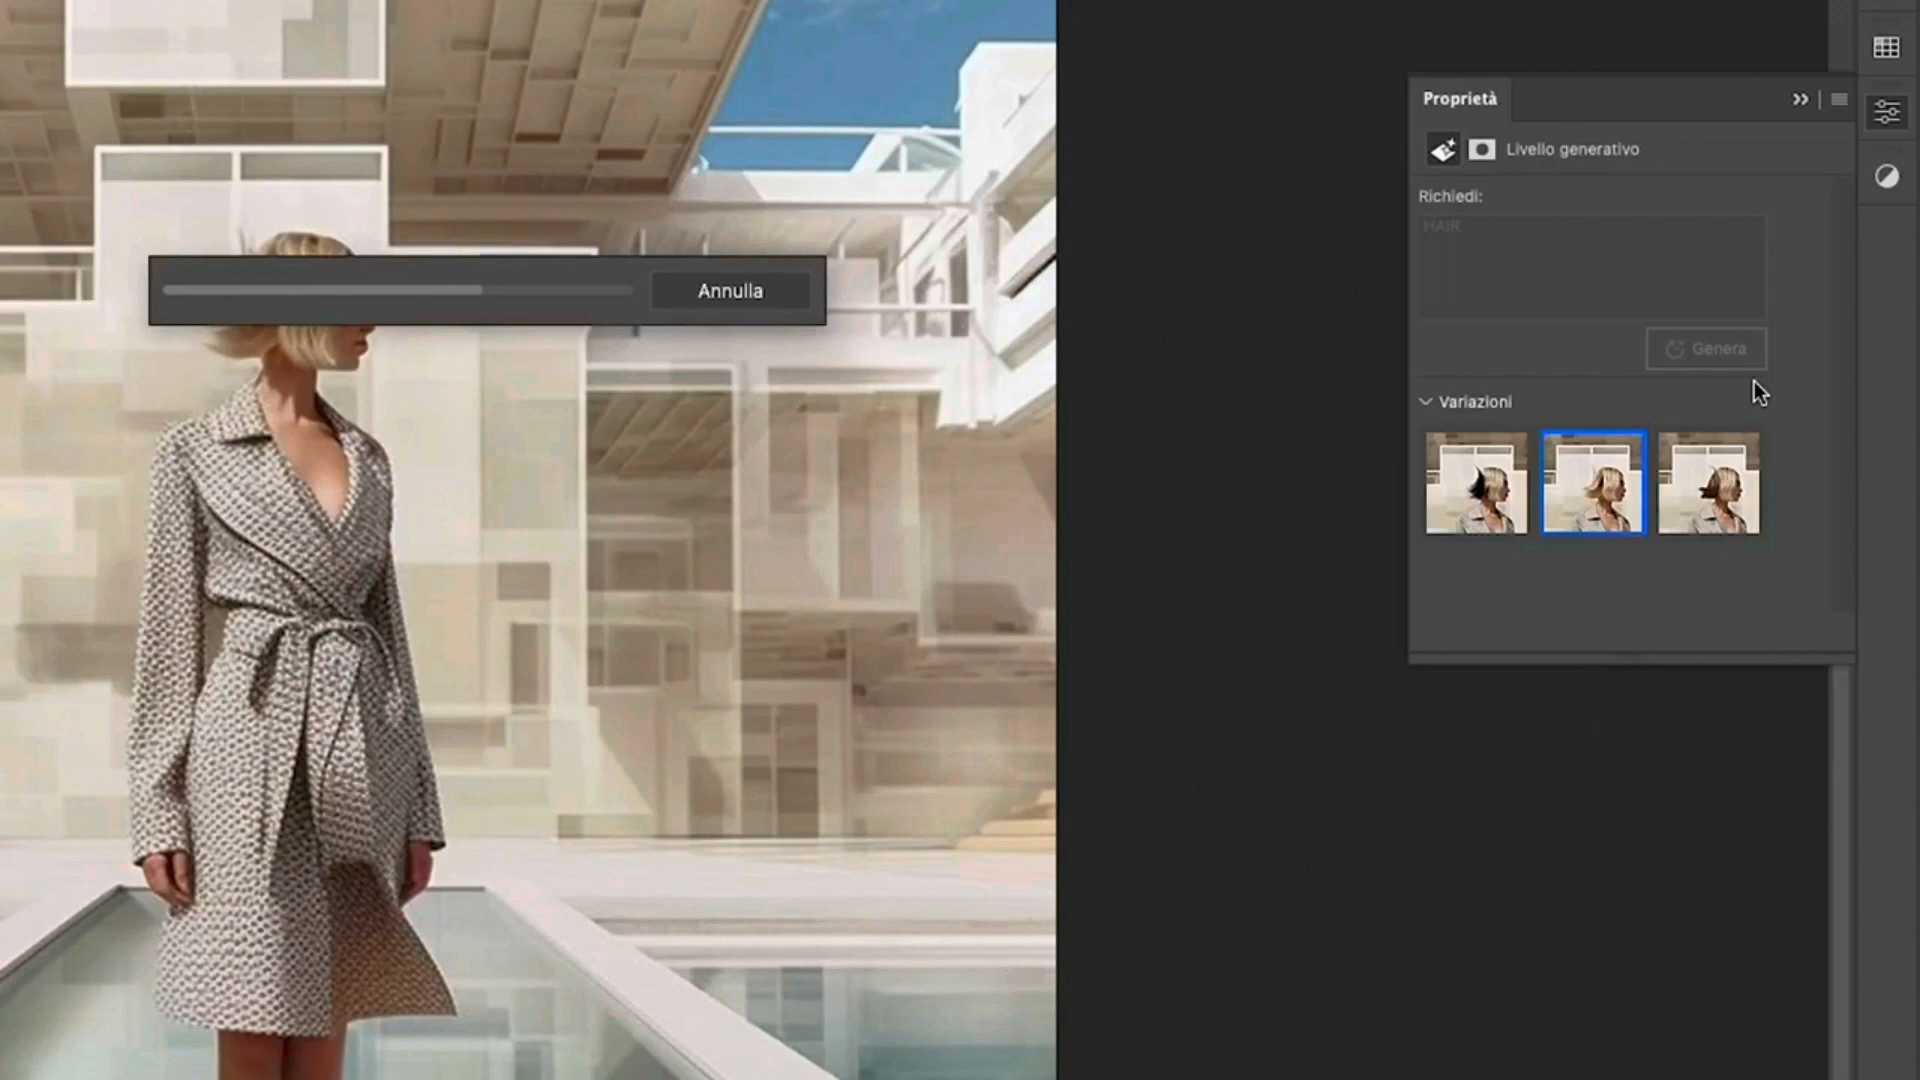 Proprietà
Livello generativo
Richiedi:
HAIR
Annulla
Genera
Variazioni